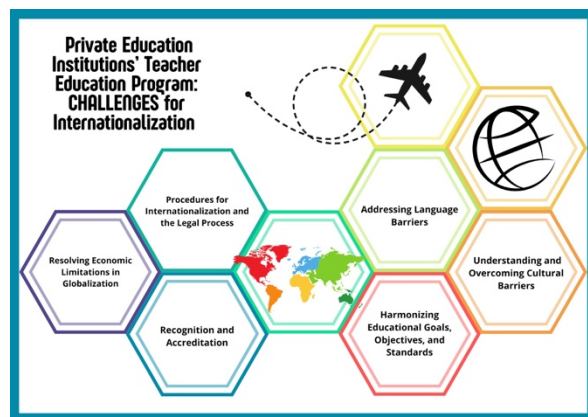 Private Education
Institutions' Teacher
Education Program:
CHALLENGES for
Internationalization
Procedures for
Internationalization and
the Legal Process
Addressing Language
Barriers
Resolving Economic
Limitations in
Globalization
Understanding and
Overcoming Cultural
Barriers
Recognition and
Accreditation
Harmonizing
Educational Goals,
Objectives, and
Standards